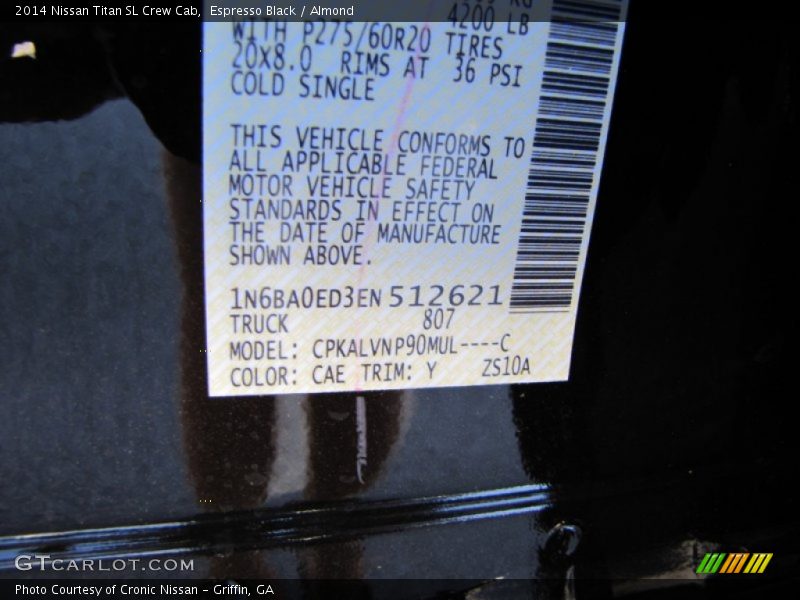 2014 Nissan Titan SL Crew Cab, Espresso Black / Almond
4200 LB
WITH P275/60R20 TIRES
20X8.0 RIMS AT 36 PSI
COLD SINGLE
THIS VEHICLE CONFORMS TO
ALL APPLICABLE FEDERAL
MOTOR VEHICLE SAFETY
STANDARDS IN EFFECT ON
THE DATE OF MANUFACTURE
SHOWN ABOVE.
1N6BA0ED3EN512621
TRUCK 807
MODEL: CPKALVNP90MUL----C
COLOR: CAE TRIM: Y ZS10A
GTCARLOT.COM
Photo Courtesy of Cronic Nissan - Griffin, GA